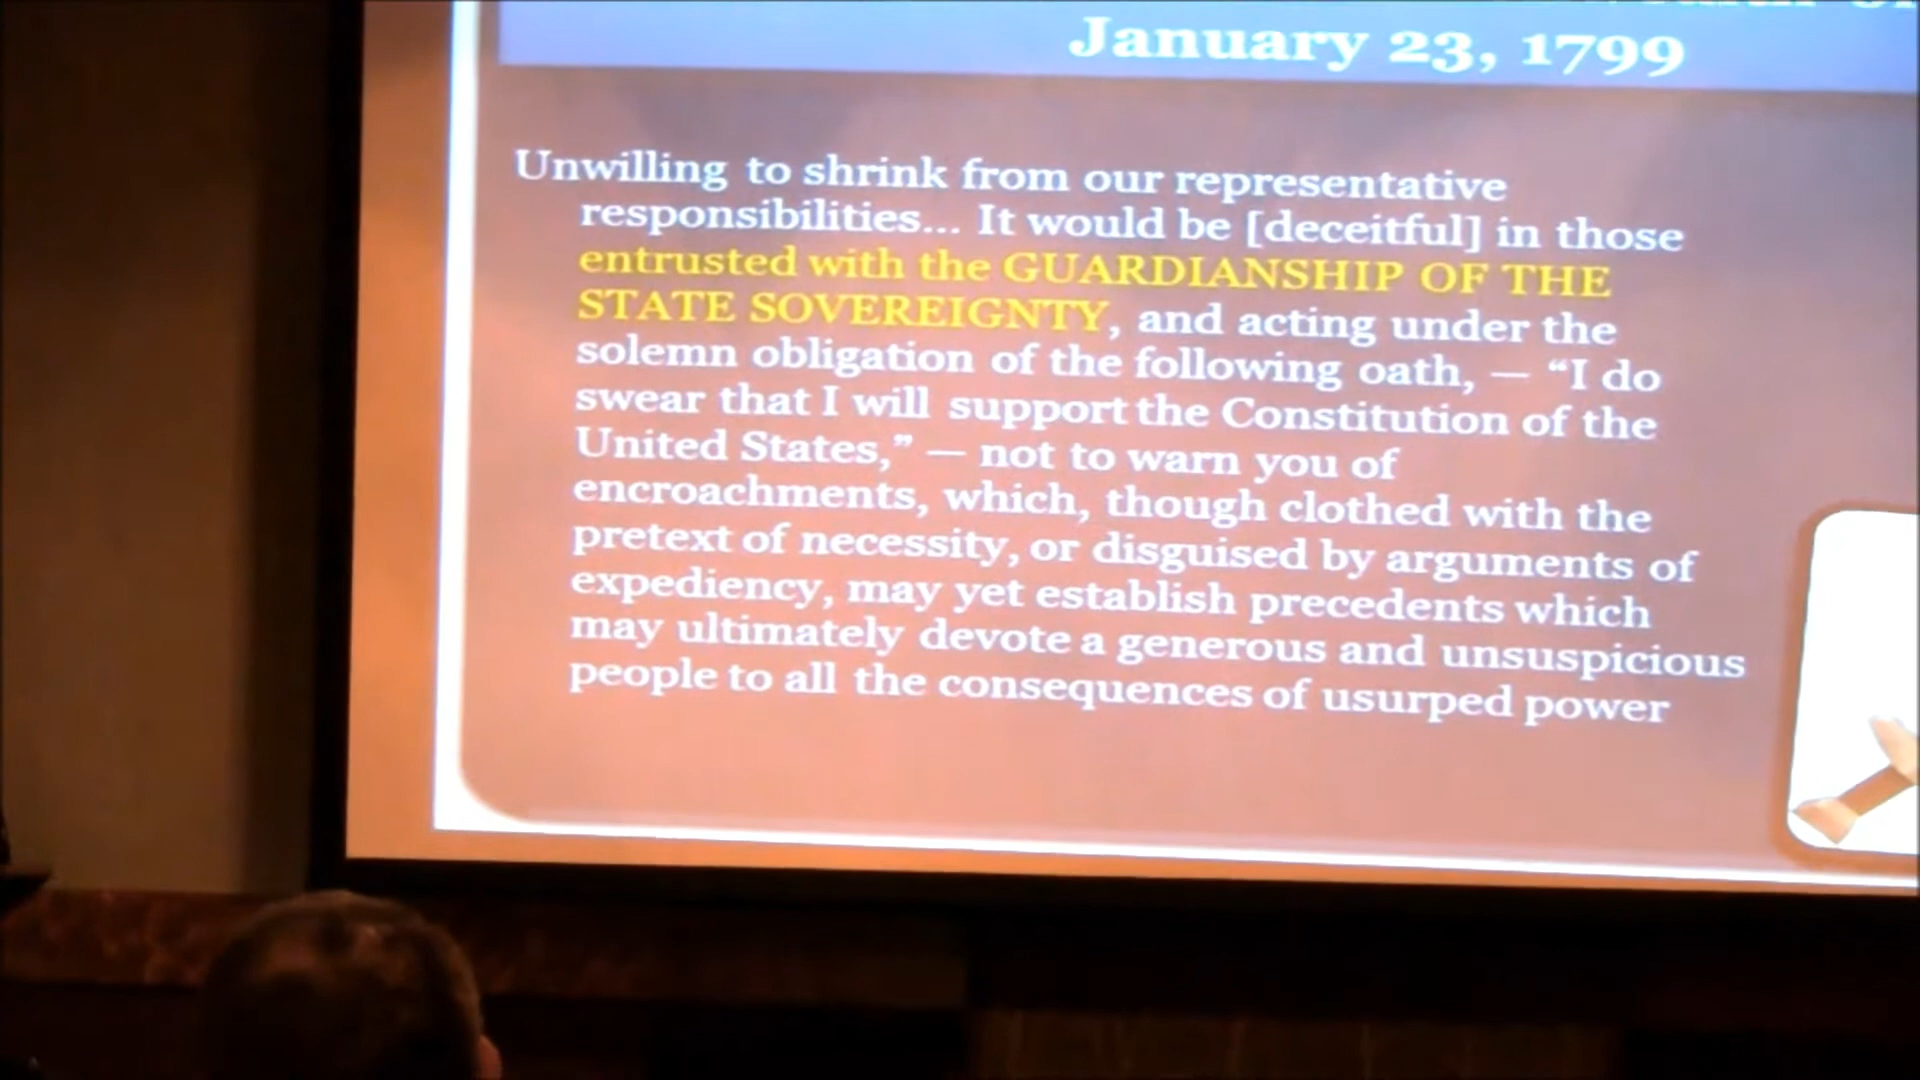 January 23, 1799
Unwilling to shrink from our representative
responsibilities... It would be [deceitful] in those
entrusted with the GUARDIANSHIP OF THE
STATE SOVEREIGNTY, and acting under the
solemn obligation of the following oath, — “I do
swear that I will support the Constitution of the
United States,” — not to warn you of
encroachments, which, though clothed with the
pretext of necessity, or disguised by arguments of
expediency, may yet establish precedents which
may ultimately devote a generous and unsuspicious
people to all the consequences of usurped power